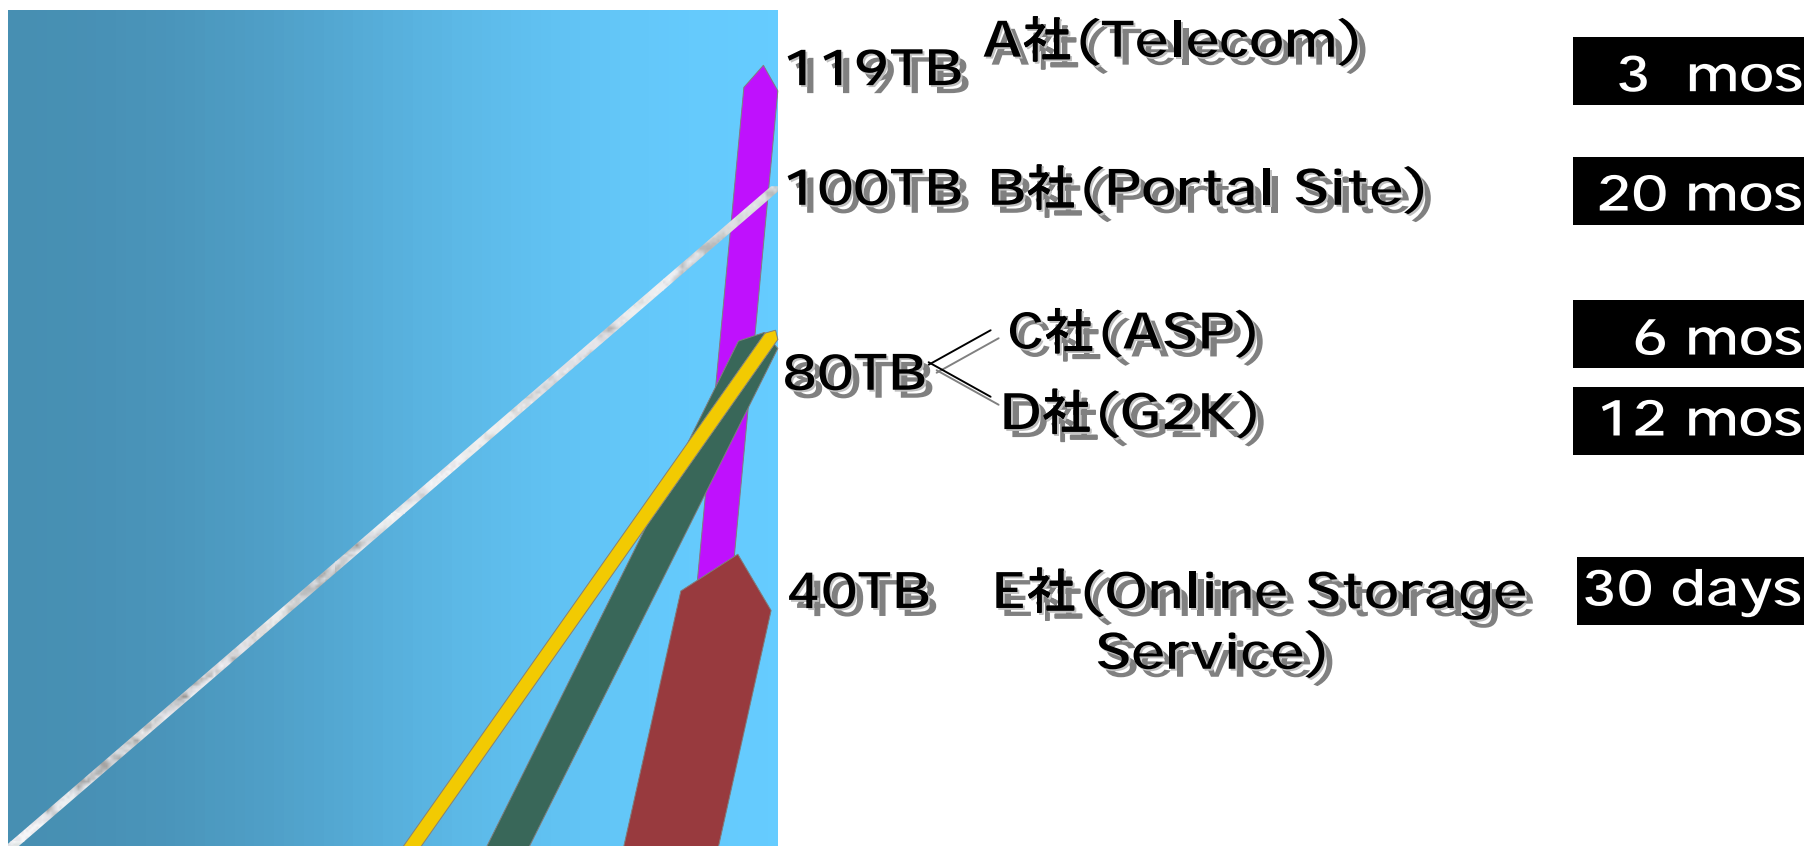 119TB A社(Telecom) 3 mos
100TB B社(Portal Site) 20 mos
C社(ASP) 6 mos
80TB
D社(G2K) 12 mos
40TB E社(Online Storage 30 days
Service)